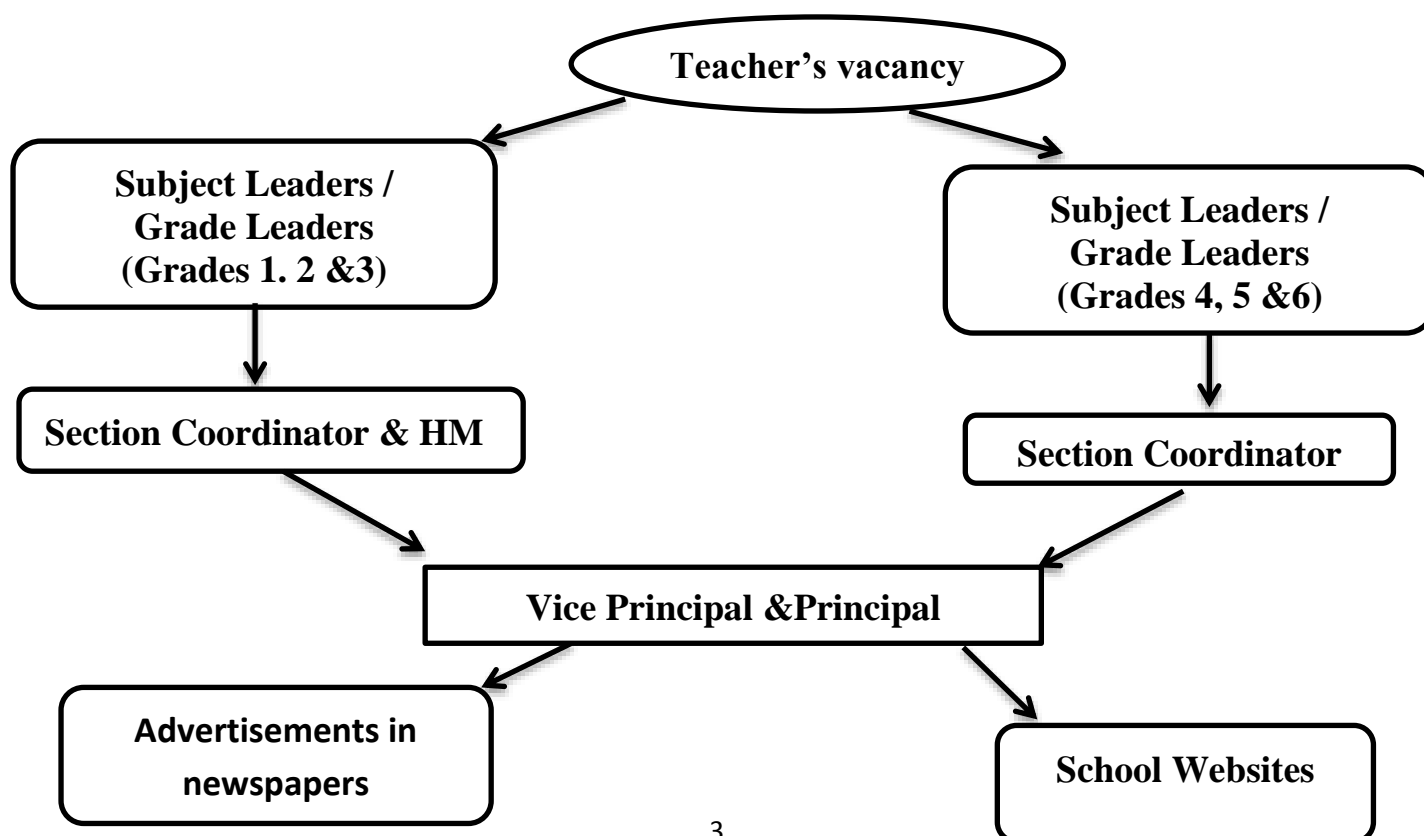 Teacher’s vacancy
Subject Leaders /
Grade Leaders
(Grades 1. 2 &3)
Subject Leaders /
Grade Leaders
(Grades 4, 5 &6)
Section Coordinator & HM
Section Coordinator
Vice Principal &Principal
Advertisements in
newspapers
School Websites
3